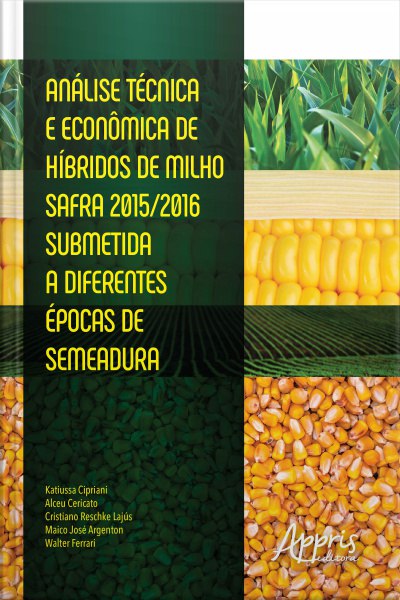 ANÁLISE TÉCNICA
E ECONÔMICA DE
HÍBRIDOS DE MILHO
SAFRA 2015/2016
SUBMETIDA
A DIFERENTES
ÉPOCAS DE
SEMEADURA
Katiussa Cipriani
Alceu Cericato
Cristiano Reschke Lajús
Maico José Argenton
Walter Ferrari
Appris
editora